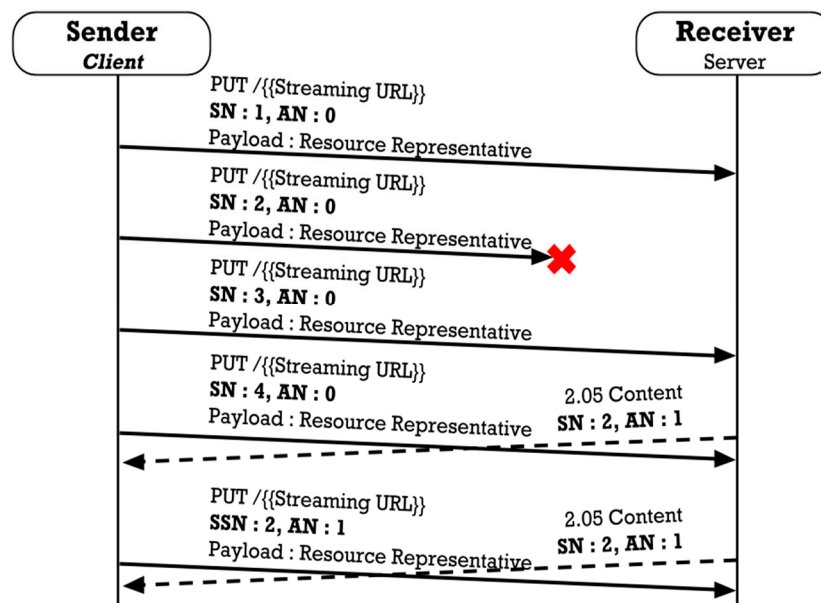 Sender
Client
Receiver
Server
PUT /{{Streaming URL}}
SN : 1, AN : 0
Payload : Resource Representative
PUT /{{Streaming URL}}
SN : 2, AN : 0
Payload : Resource Representative
PUT /{{Streaming URL}}
SN : 3, AN : 0
Payload : Resource Representative
PUT /{{Streaming URL}}
SN : 4, AN : 0
Payload : Resource Representative
2.05 Content
SN : 2, AN : 1
PUT /{{Streaming URL}}
SSN : 2, AN : 1
Payload : Resource Representative
2.05 Content
SN : 2, AN : 1